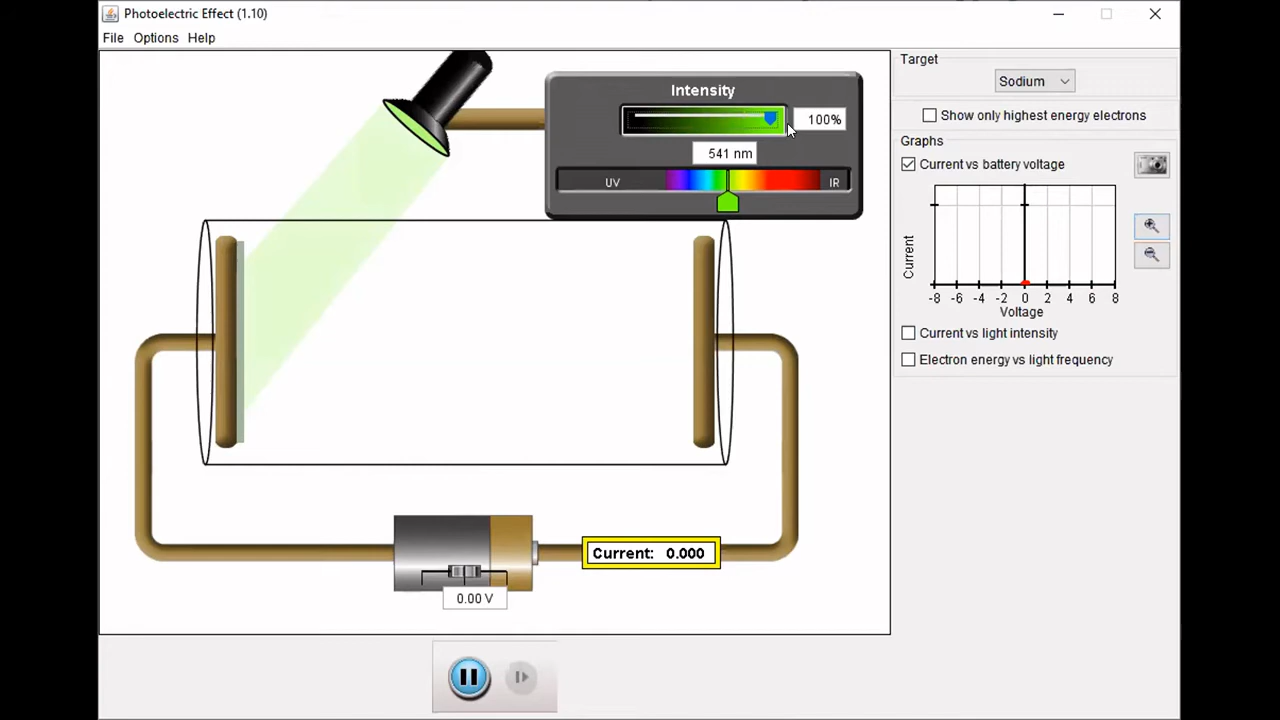 Photoelectric Effect (1.10)
File Options Help
Intensity
100%
541 nm
UV
IR
Current: 0.000
0.00 V
Target
Sodium
Show only highest energy electrons
Graphs
Current vs battery voltage
Current
-8 -6 -4 -2 0 2 4 6 8
Voltage
Current vs light intensity
Electron energy vs light frequency